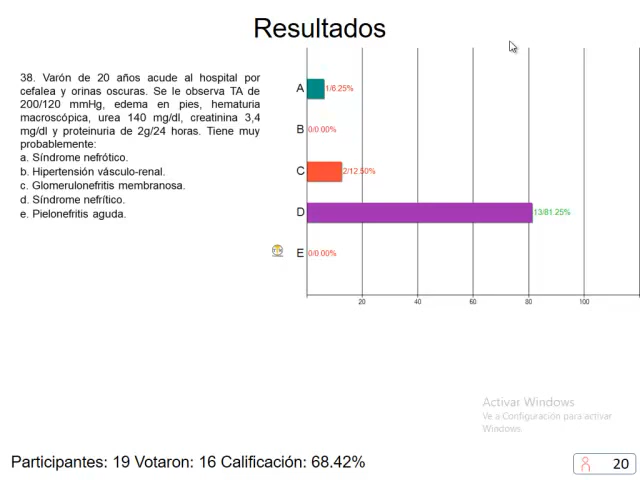 Resultados
38. Varón de 20 años acude al hospital por
cefalea y orinas oscuras. Se le observa TA de
200/120 mmHg, edema en pies, hematuria
macroscópica, urea 140 mg/dl, creatinina 3,4
mg/dl y proteinuria de 2g/24 horas. Tiene muy
probablemente:
a. Síndrome nefrótico.
b. Hipertensión vásculo-renal.
c. Glomerulonefritis membranosa.
d. Síndrome nefrítico.
e. Pielonefritis aguda.
A 1/6.25%
B 0/0.00%
C 2/12.50%
D 13/81.25%
E 0/0.00%
20 40 60 80 100
Activar Windows
Ve a Configuración para activar
Windows.
Participantes: 19 Votaron: 16 Calificación: 68.42%
20